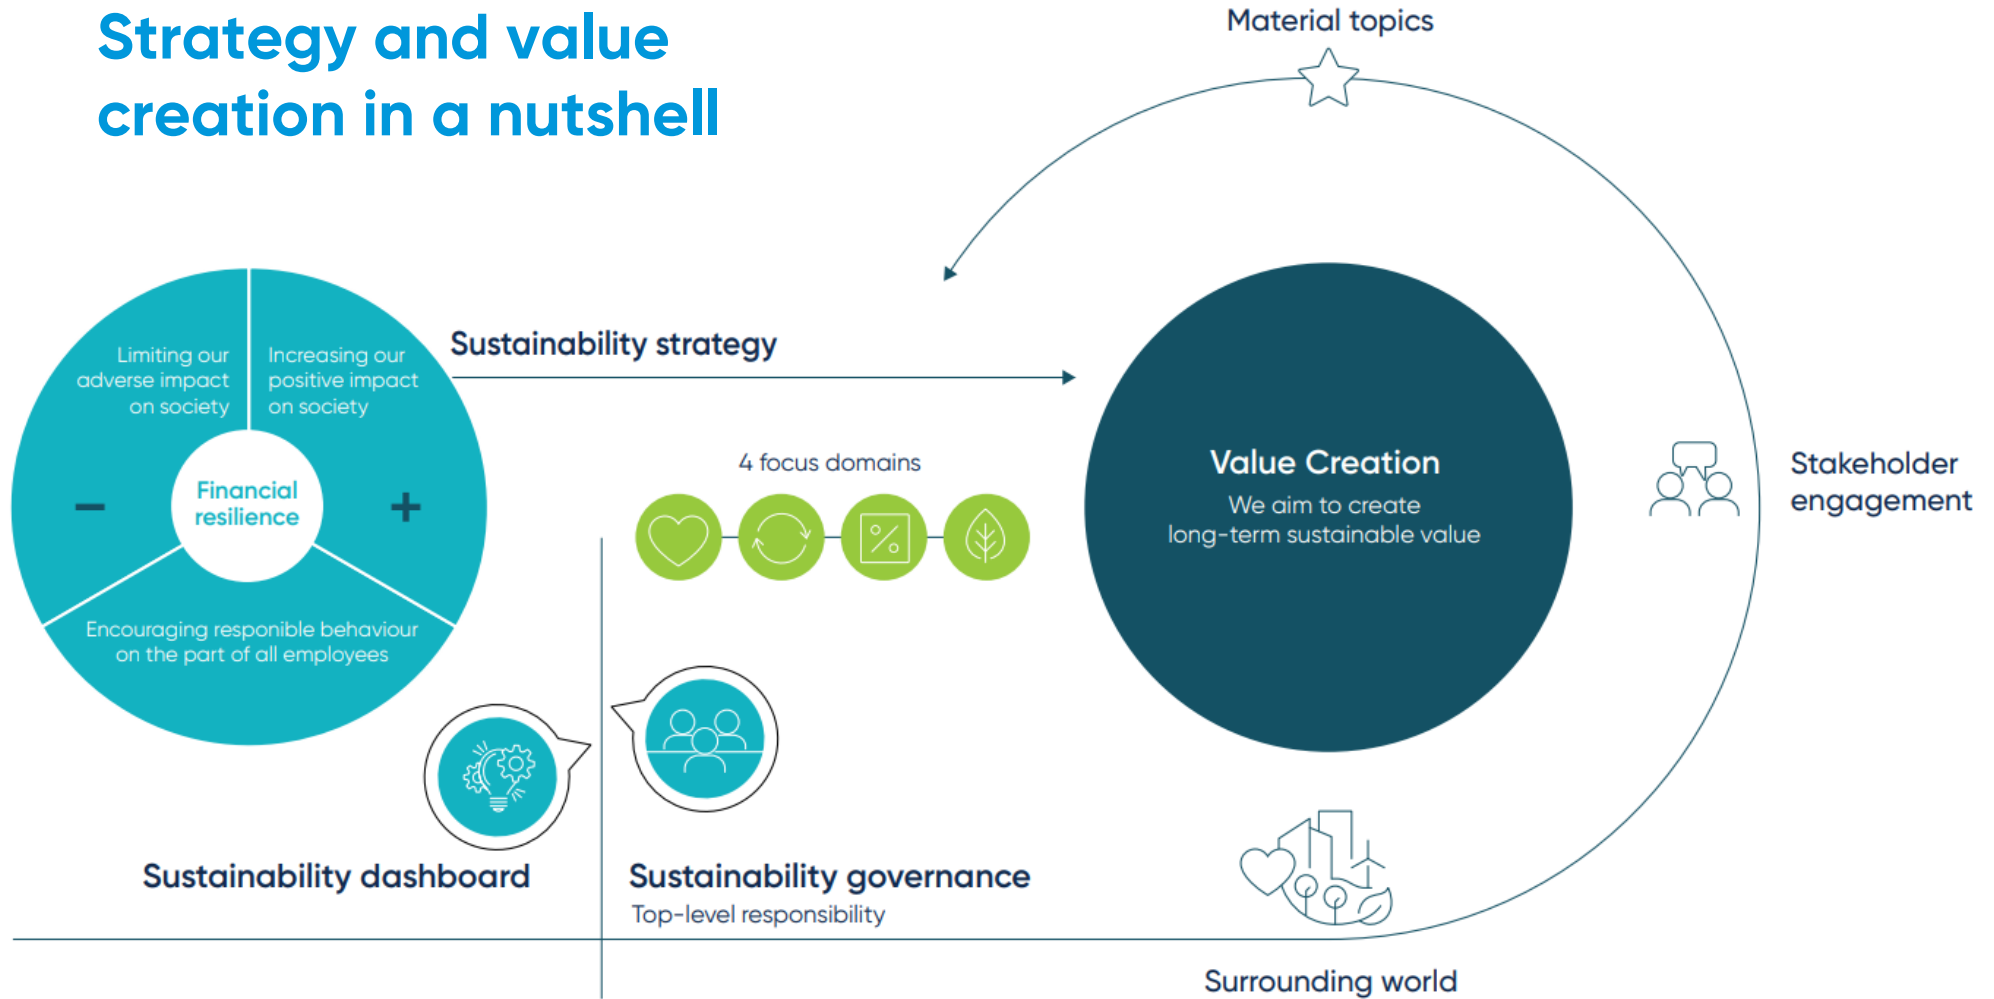 Strategy and value
creation in a nutshell
Material topics
Limiting our
adverse impact
on society
Increasing our
positive impact
on society
Financial
resilience
−
+
Encouraging responible behaviour
on the part of all employees
Sustainability strategy
4 focus domains
%
Value Creation
We aim to create
long-term sustainable value
Stakeholder
engagement
Sustainability dashboard
Sustainability governance
Top-level responsibility
Surrounding world